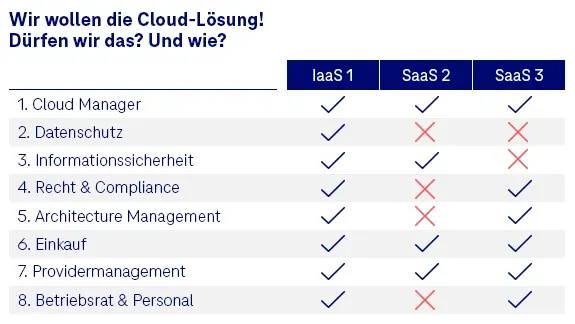 Wir wollen die Cloud-Lösung!
Dürfen wir das? Und wie?
IaaS 1 SaaS 2 SaaS 3
1. Cloud Manager ✓ ✓ ✓
2. Datenschutz ✓ ✗ ✗
3. Informationssicherheit ✓ ✓ ✗
4. Recht & Compliance ✓ ✗ ✓
5. Architecture Management ✓ ✗ ✓
6. Einkauf ✓ ✓ ✓
7. Providermanagement ✓ ✓ ✓
8. Betriebsrat & Personal ✓ ✗ ✓